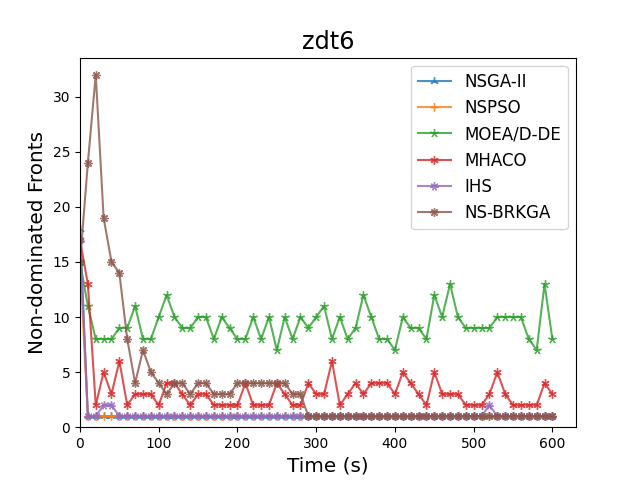 zdt6
Non-dominated Fronts
30
25
20
15
10
5
0
0 100 200 300 400 500 600
Time (s)
NSGA-II
NSPSO
MOEA/D-DE
MHACO
IHS
NS-BRKGA